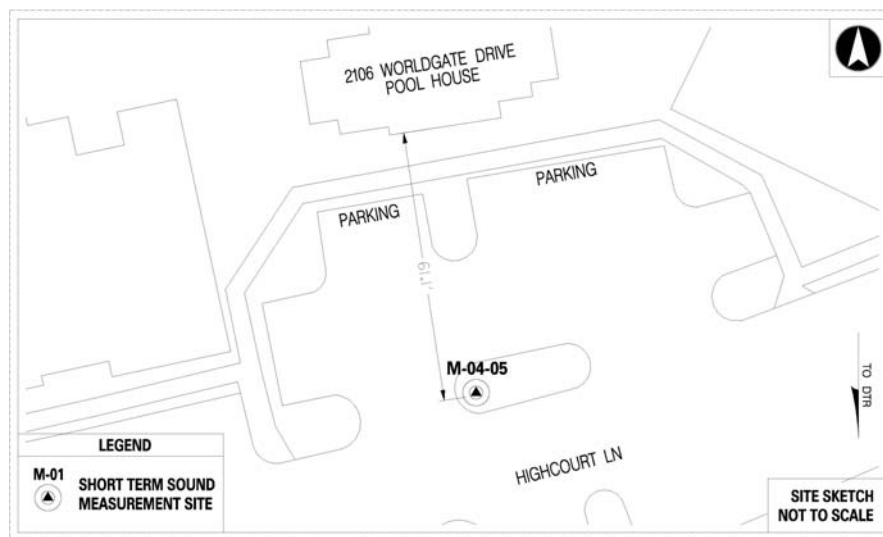 2106 WORLDGATE DRIVE
POOL HOUSE
PARKING
PARKING
61.1'
M-04-05
TO DTR
HIGHCOURT LN
LEGEND
M-01
SHORT TERM SOUND
MEASUREMENT SITE
SITE SKETCH
NOT TO SCALE